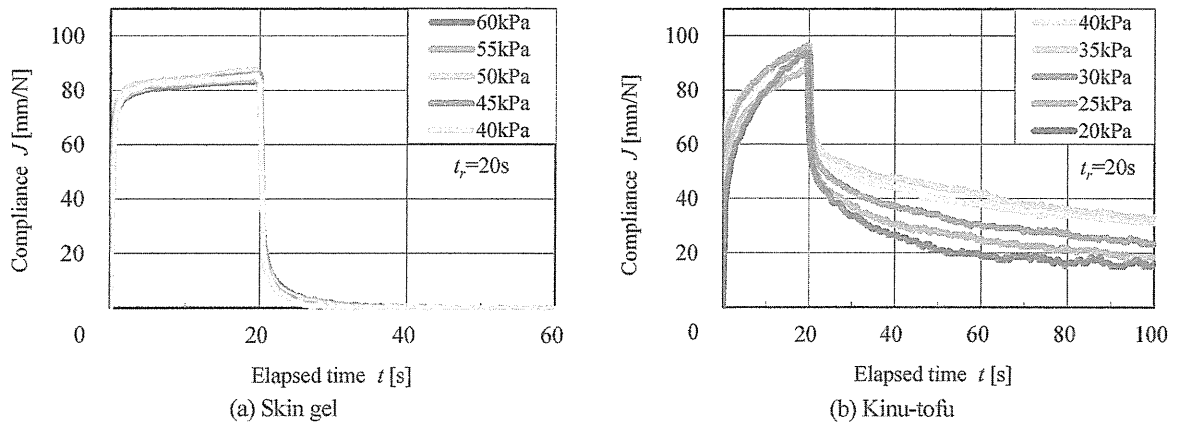 100
80
60
40
20
0
20
40
60
Compliance J [mm/N]
60kPa
55kPa
50kPa
45kPa
40kPa
t_r=20s
Elapsed time t [s]
(a) Skin gel
100
80
60
40
20
0
20
40
60
80
100
Compliance J [mm/N]
40kPa
35kPa
30kPa
25kPa
20kPa
t_r=20s
Elapsed time t [s]
(b) Kinu-tofu